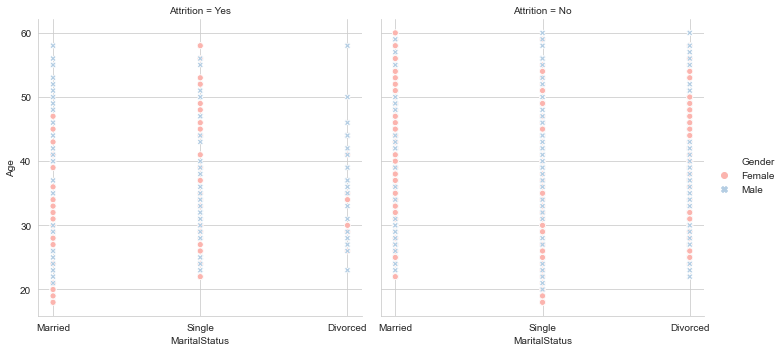 Attrition = Yes
Attrition = No
60
50
40
30
20
Age
Married
Single
Divorced
MaritalStatus
Married
Single
Divorced
MaritalStatus
Gender
Female
Male